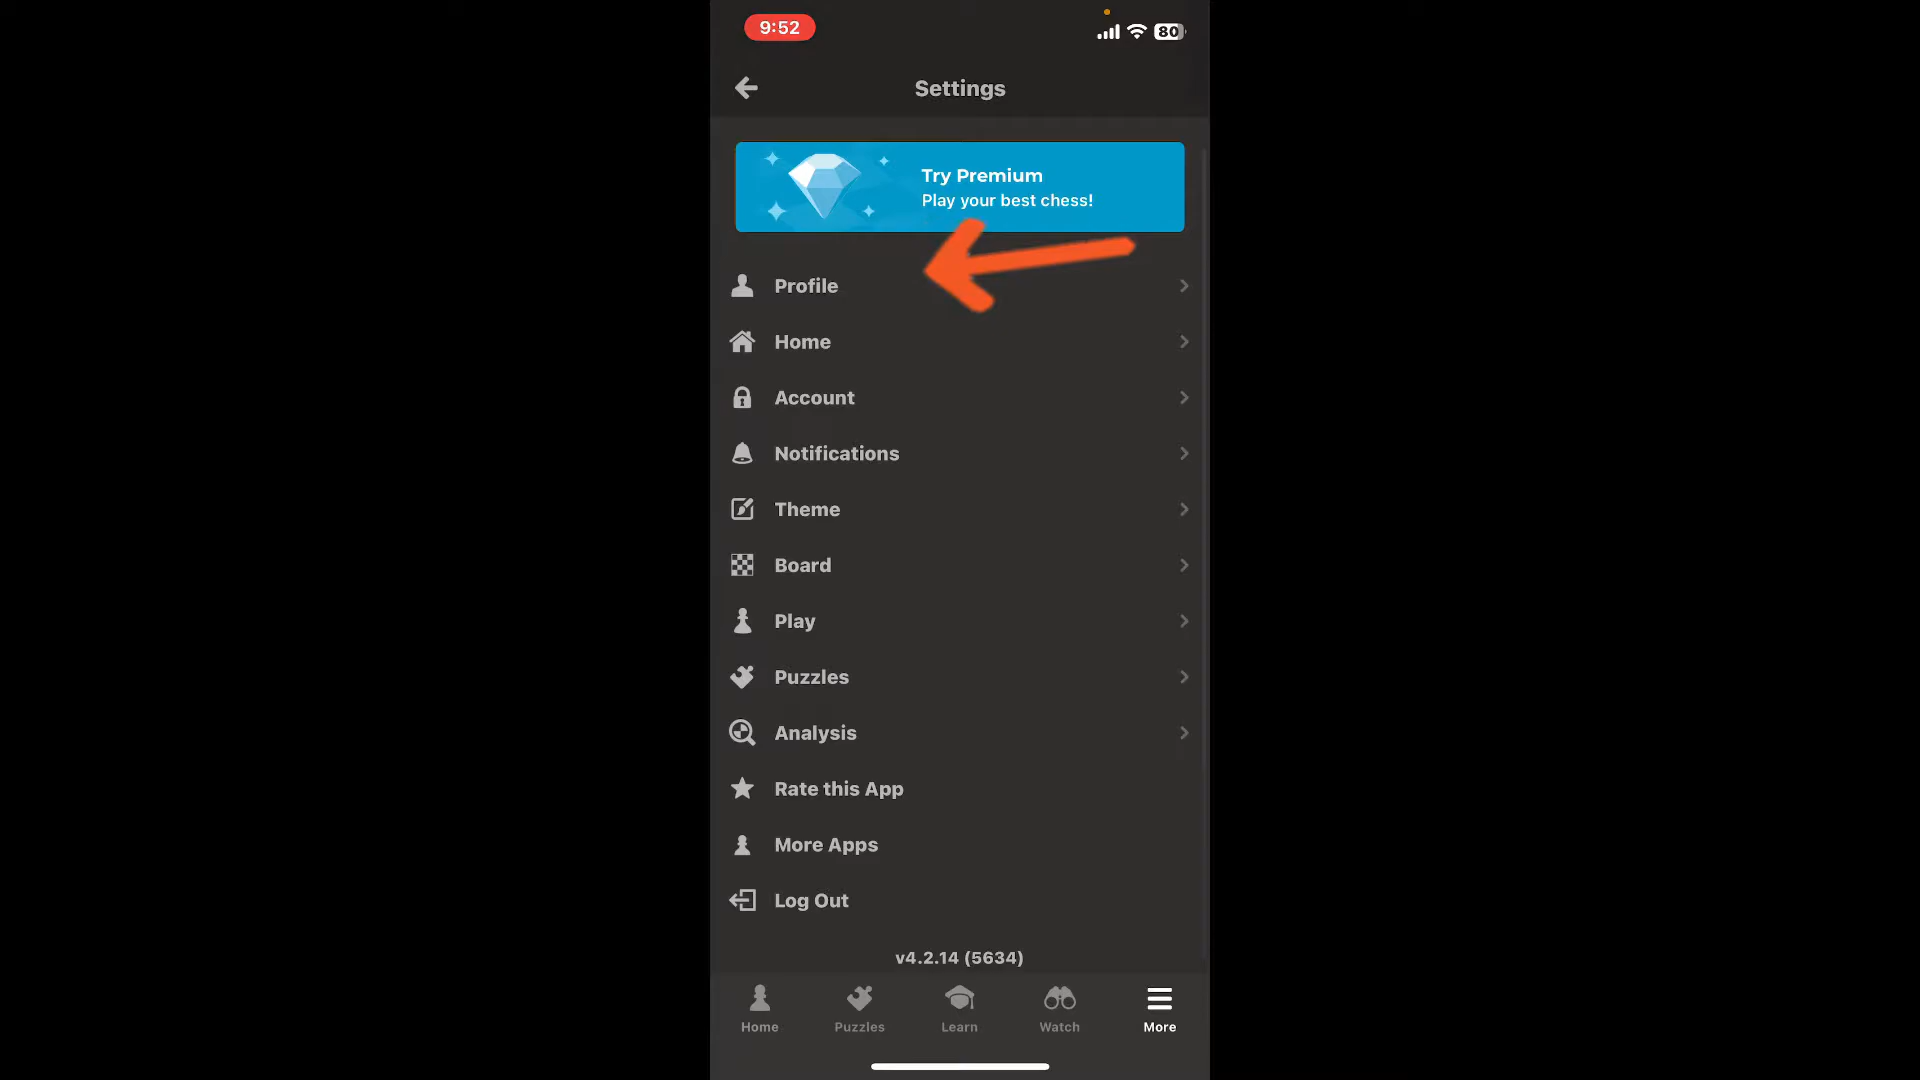 9:52
80
Settings
Try Premium
Play your best chess!
Profile
Home
Account
Notifications
Theme
Board
Play
Puzzles
Analysis
Rate this App
More Apps
Log Out
v4.2.14 (5634)
Home Puzzles Learn Watch More